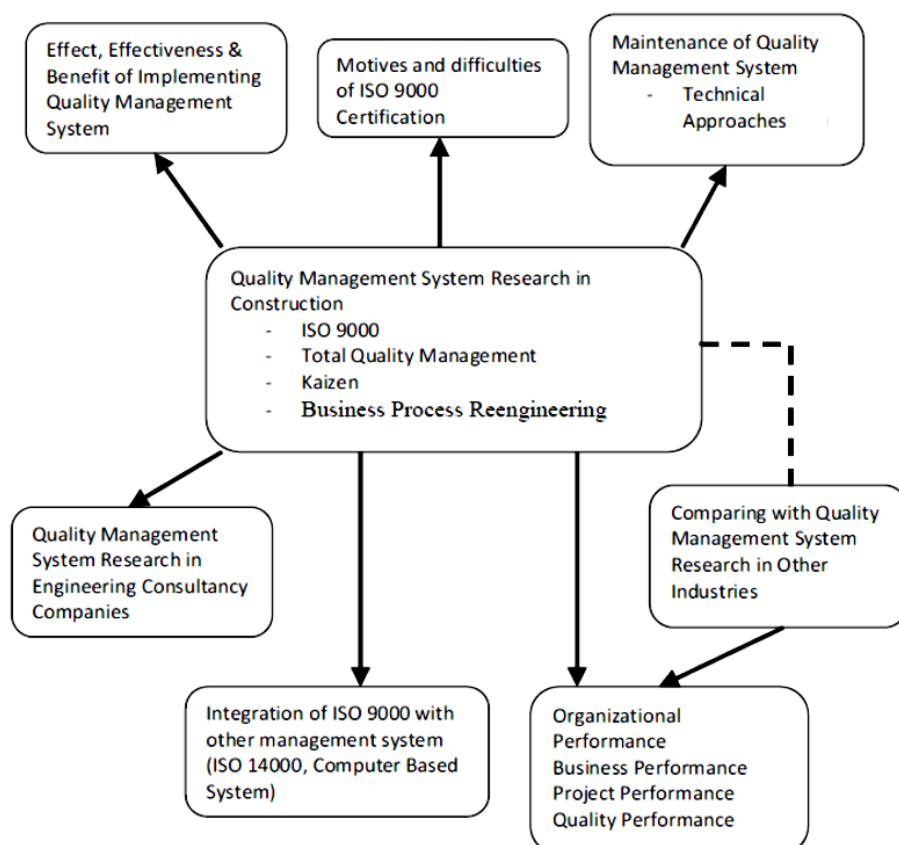 Effect, Effectiveness &
Benefit of Implementing
Quality Management
System
Motives and difficulties
of ISO 9000
Certification
Maintenance of Quality
Management System
- Technical
Approaches
Quality Management System Research in
Construction
- ISO 9000
- Total Quality Management
- Kaizen
- Business Process Reengineering
Quality Management
System Research in
Engineering Consultancy
Companies
Comparing with Quality
Management System
Research in Other
Industries
Integration of ISO 9000 with
other management system
(ISO 14000, Computer Based
System)
Organizational
Performance
Business Performance
Project Performance
Quality Performance